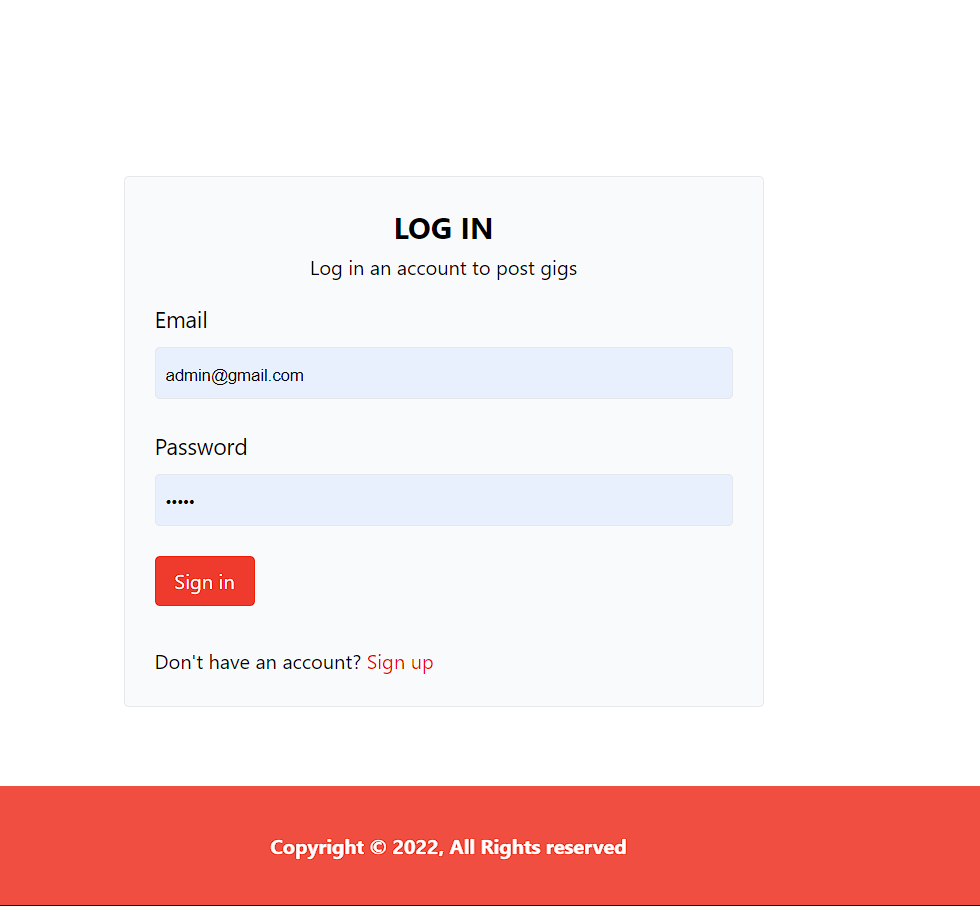 LOG IN
Log in an account to post gigs
Email
admin@gmail.com
Password
•••••
Sign in
Don't have an account? Sign up
Copyright © 2022, All Rights reserved